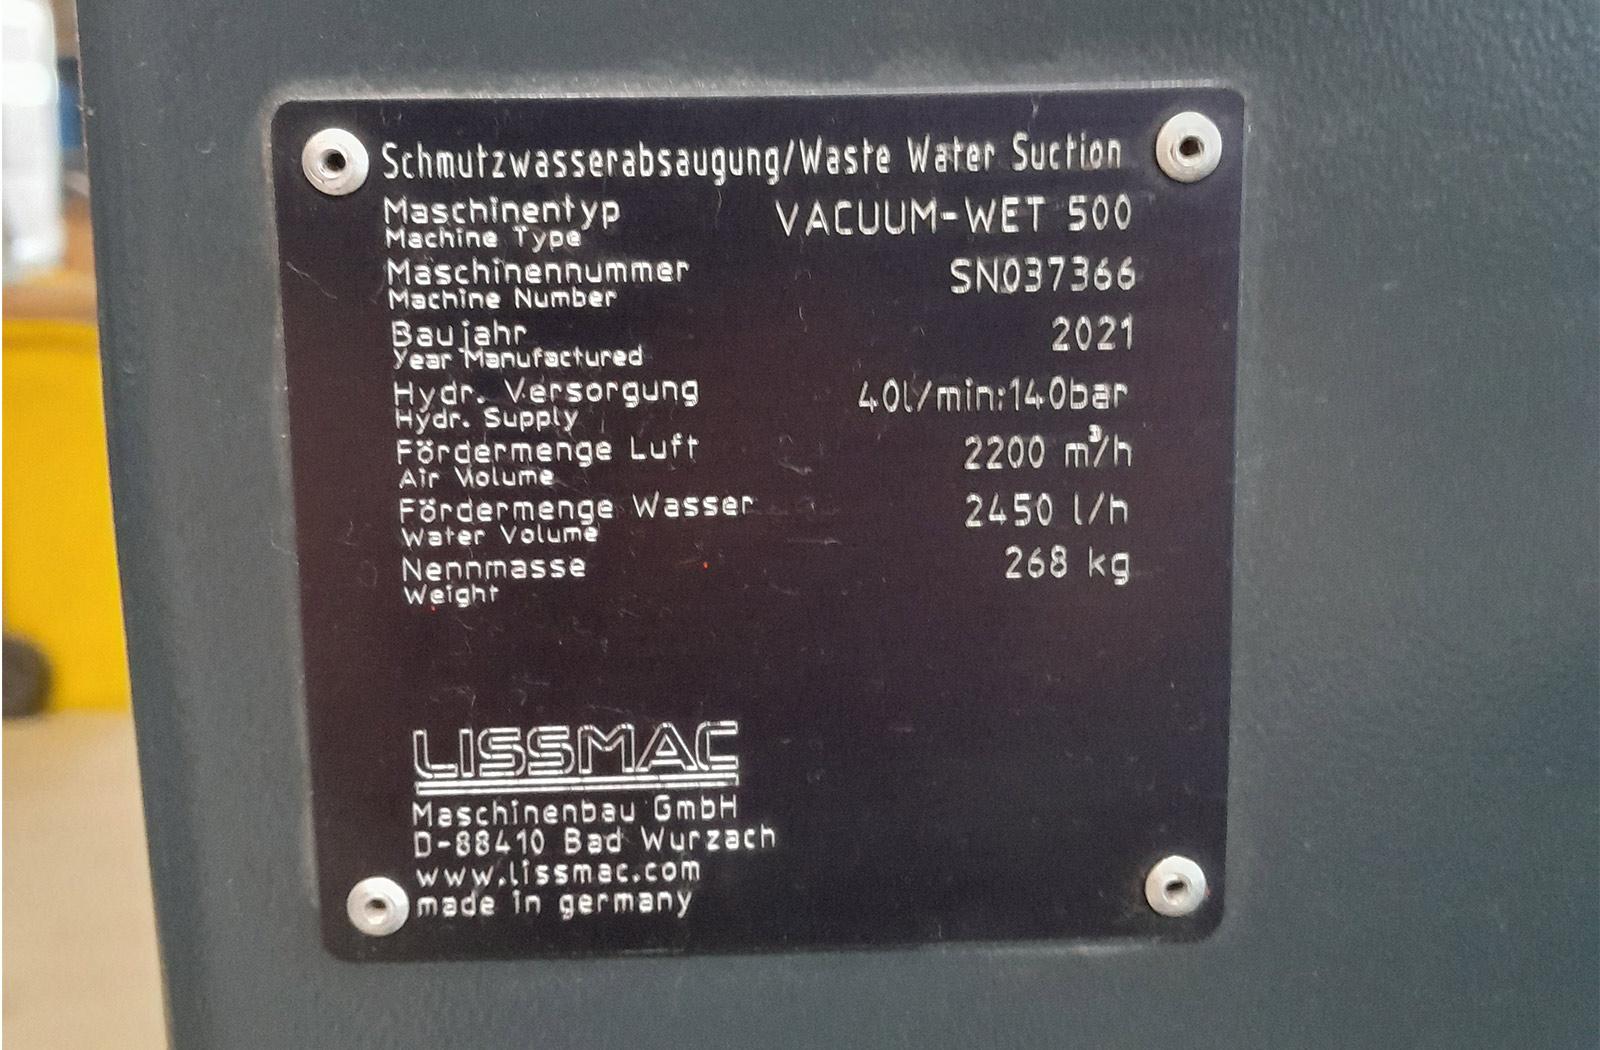 Schmutzwasserabsaugung/Waste Water Suction
Maschinentyp VACUUM-WET 500
Machine Type
Maschinennummer SN037366
Machine Number
Baujahr 2021
Year Manufactured
Hydr. Versorgung 40l/min:140bar
Hydr. Supply
Fördermenge Luft 2200 m³/h
Air Volume
Fördermenge Wasser 2450 l/h
Water Volume
Nennmasse 268 kg
Weight
LISSMAC
Maschinenbau GmbH
D-88410 Bad Wurzach
www.lissmac.com
made in germany